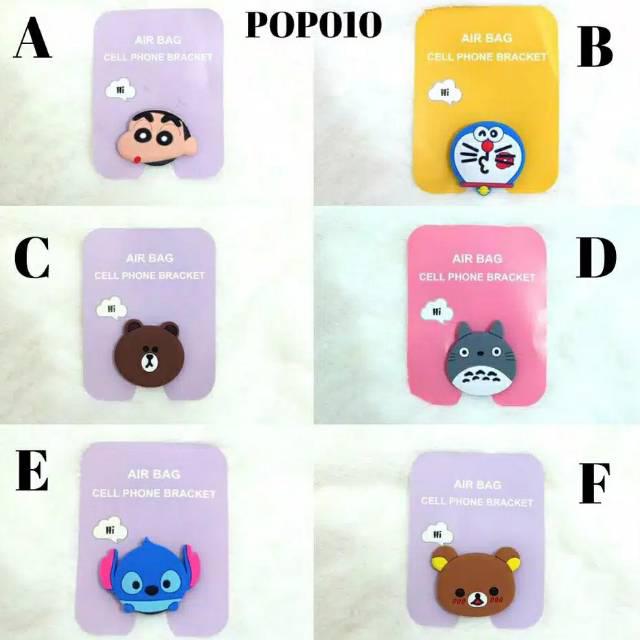 POP010
A
AIR BAG
CELL PHONE BRACKET
Hi
B
AIR BAG
CELL PHONE BRACKET
Hi
C
AIR BAG
CELL PHONE BRACKET
Hi
D
AIR BAG
CELL PHONE BRACKET
Hi
E
AIR BAG
CELL PHONE BRACKET
Hi
F
AIR BAG
CELL PHONE BRACKET
Hi